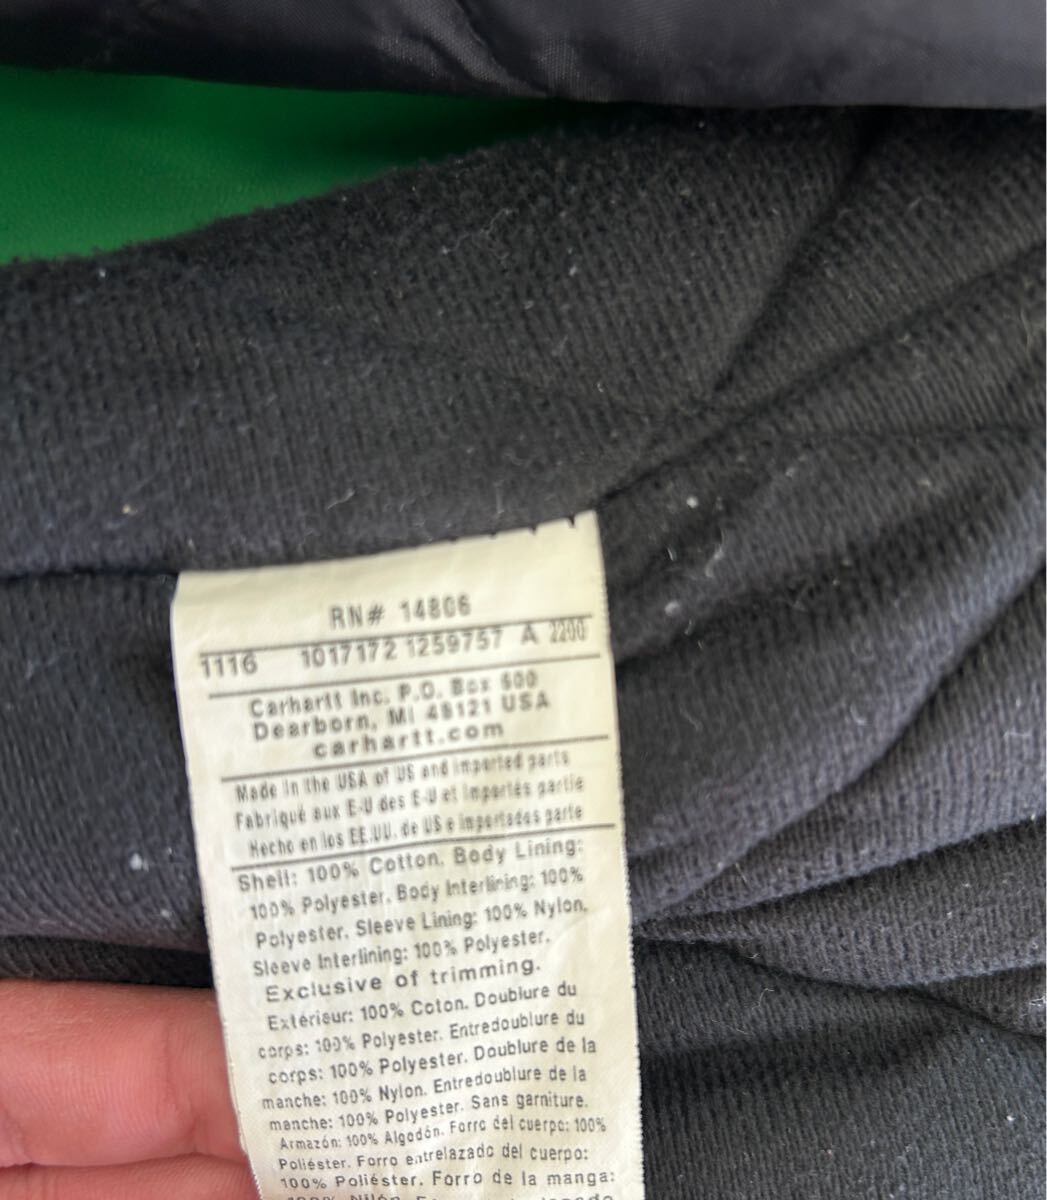 RN# 14806
1116 1017172 1259757 A 2200
Carhartt Inc. P.O. Box 600
Dearborn, MI 48121 USA
carhartt.com
Made in the USA of US and imported parts
Fabriqué aux E-U des E-U et importés partie
Hecho en los EE.UU. de US e importados parte
Shell: 100% Cotton. Body Lining:
100% Polyester. Body Interlining: 100%
Polyester. Sleeve Lining: 100% Nylon.
Sleeve Interlining: 100% Polyester.
Exclusive of trimming.
Extérieur: 100% Coton. Doublure du
corps: 100% Polyester. Entredoublure du
corps: 100% Polyester. Doublure de la
manche: 100% Nylon. Entredoublure de la
manche: 100% Polyester. Sans garniture.
Armazón: 100% Algodón. Forro del cuerpo: 100%
Poliéster. Forro entrelazado del cuerpo:
100% Poliéster. Forro de la manga:
100% Nilón.